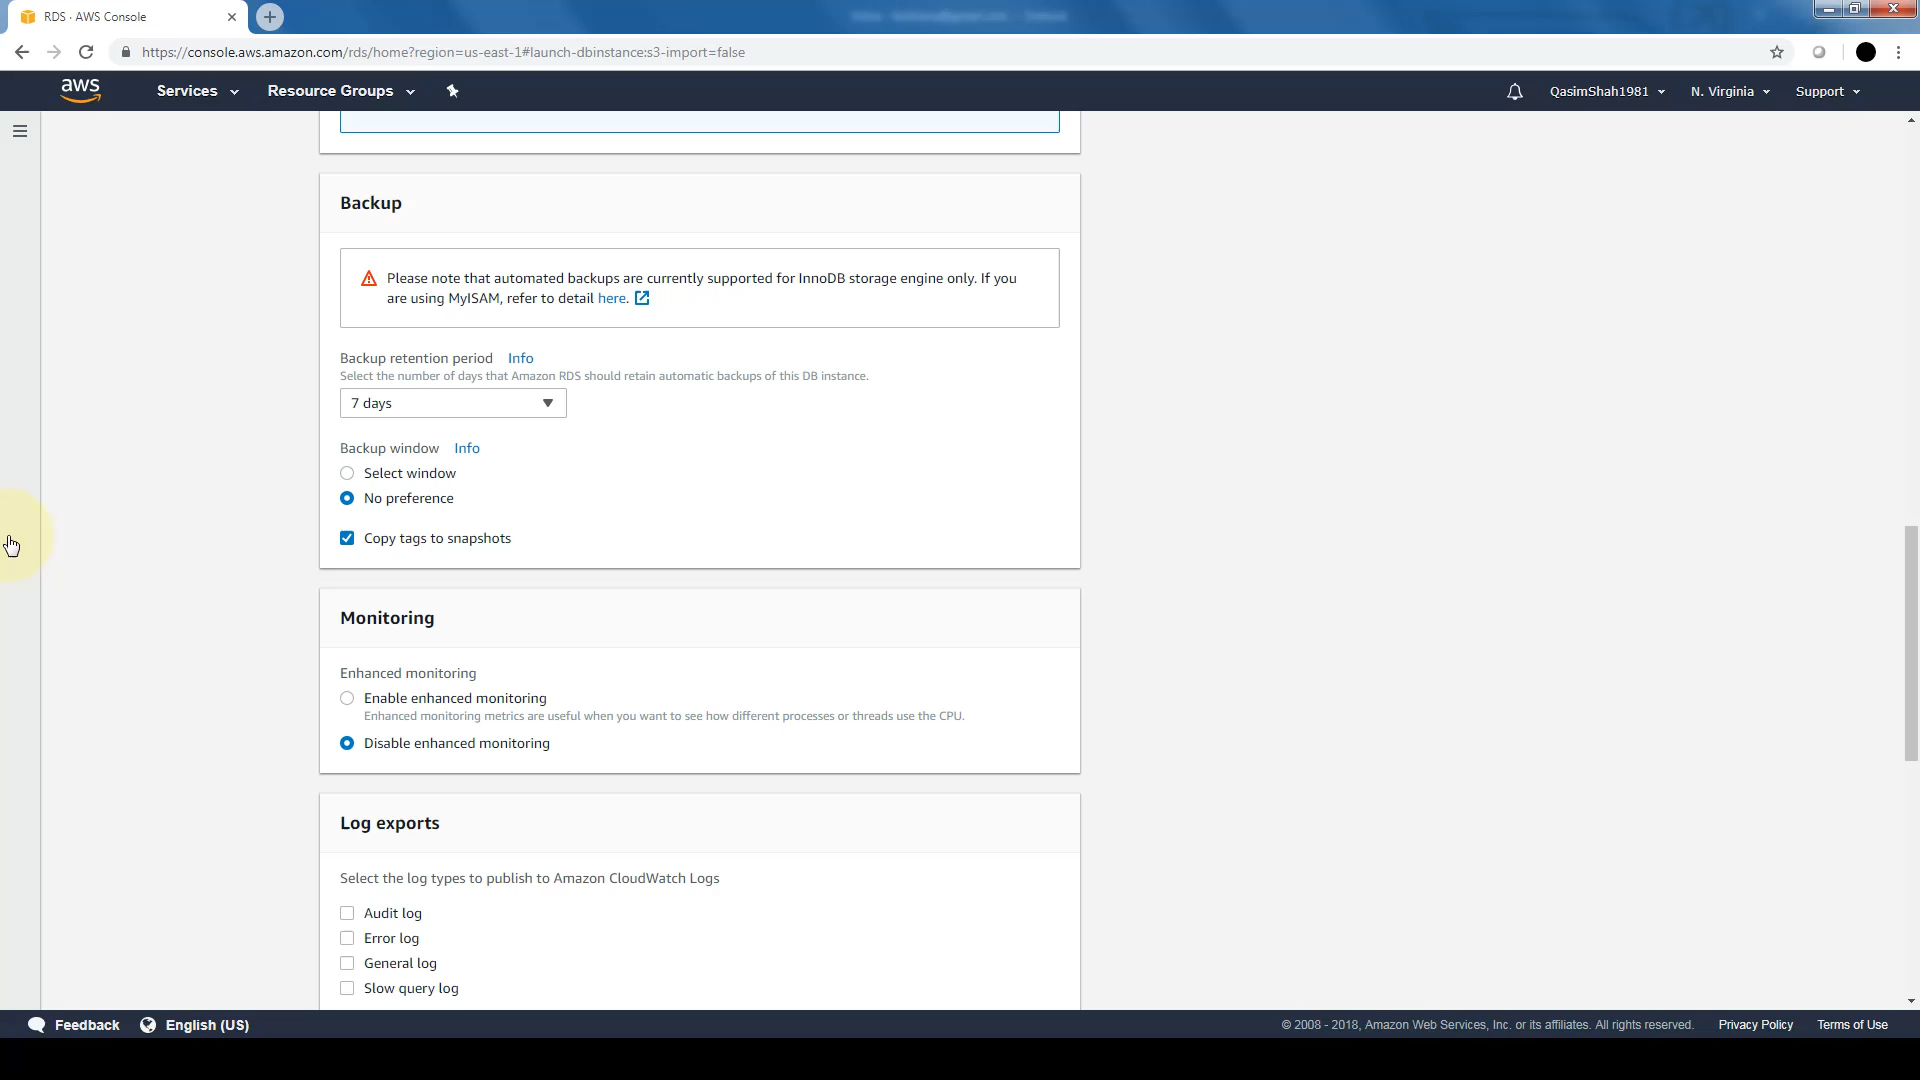 RDS · AWS Console
https://console.aws.amazon.com/rds/home?region=us-east-1#launch-dbinstance:s3-import=false
aws Services Resource Groups QasimShah1981 N. Virginia Support
Backup
Please note that automated backups are currently supported for InnoDB storage engine only. If you
are using MyISAM, refer to detail here.
Backup retention period Info
Select the number of days that Amazon RDS should retain automatic backups of this DB instance.
7 days
Backup window Info
Select window
No preference
Copy tags to snapshots
Monitoring
Enhanced monitoring
Enable enhanced monitoring
Enhanced monitoring metrics are useful when you want to see how different processes or threads use the CPU.
Disable enhanced monitoring
Log exports
Select the log types to publish to Amazon CloudWatch Logs
Audit log
Error log
General log
Slow query log
Feedback English (US) © 2008 - 2018, Amazon Web Services, Inc. or its affiliates. All rights reserved. Privacy Policy Terms of Use